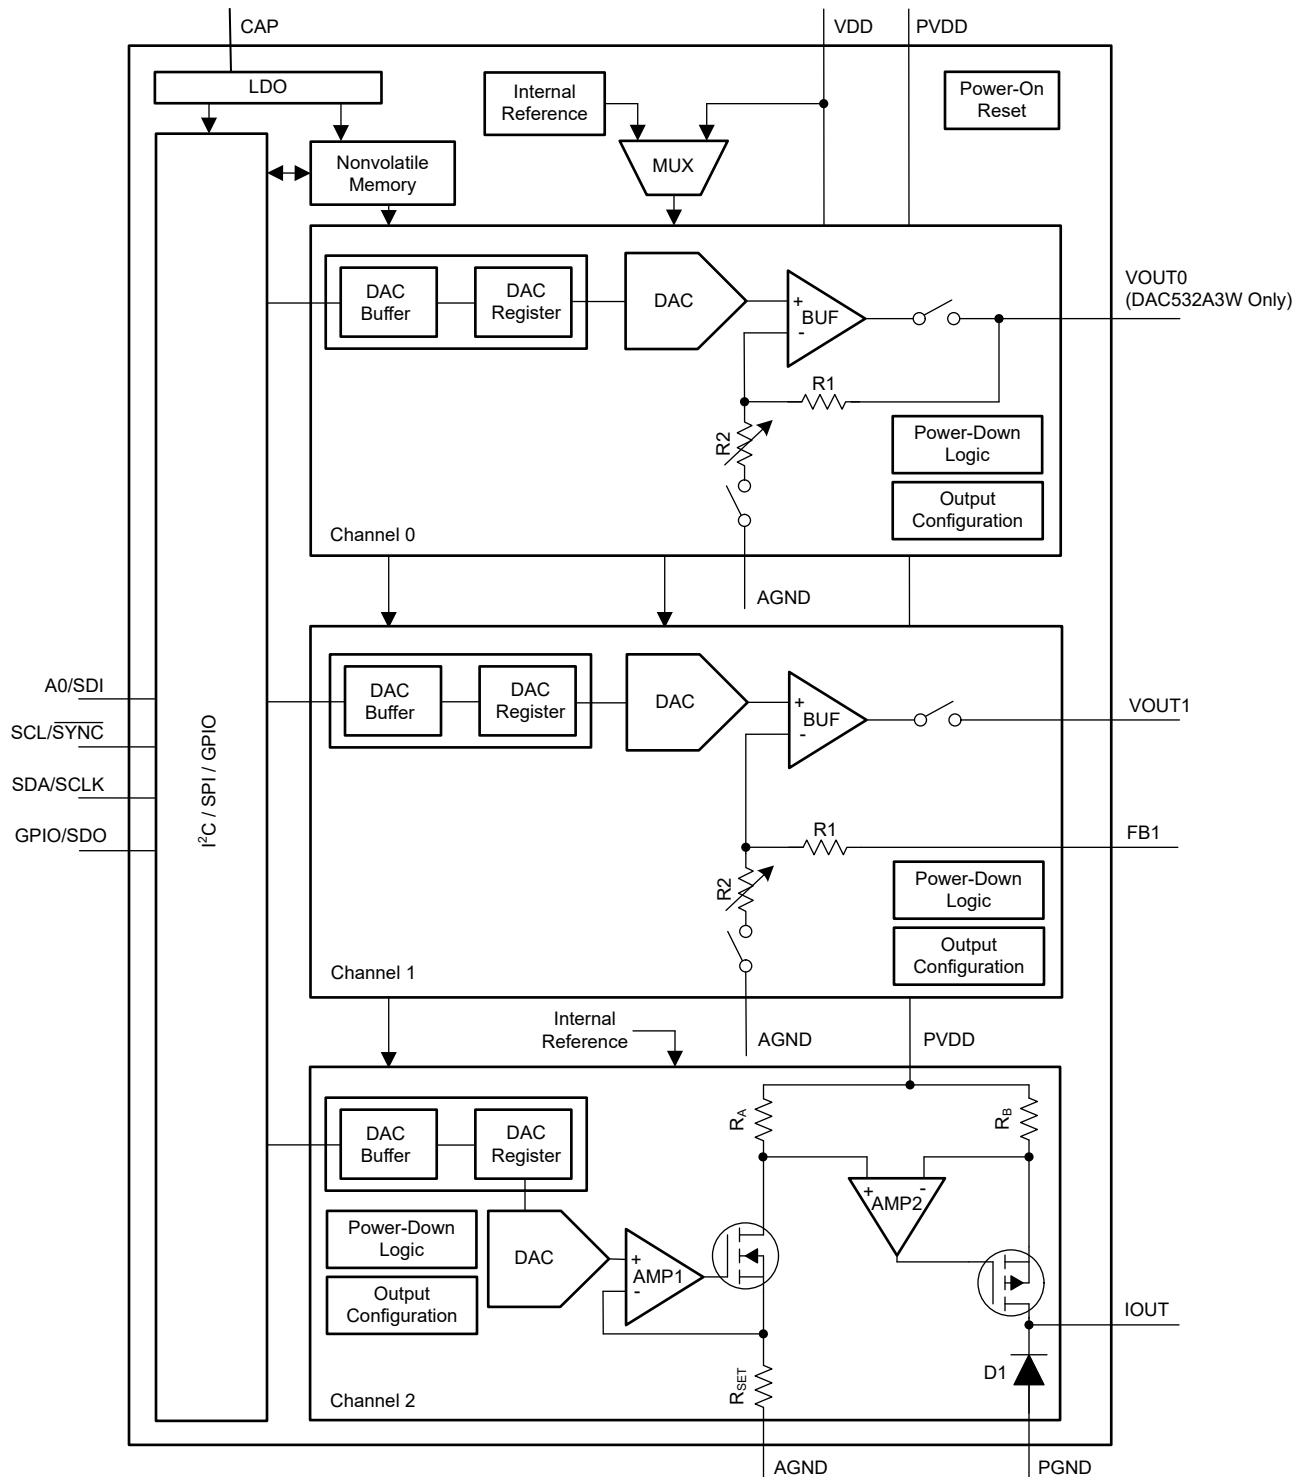 CAP
VDD
PVDD
LDO
Internal
Reference
Power-On
Reset
MUX
Nonvolatile
Memory
DAC
Buffer
DAC
Register
DAC
+
BUF
-
VOUT0
(DAC532A3W Only)
R1
R2
Power-Down
Logic
Output
Configuration
Channel 0
AGND
A0/SDI
SCL/SYNC
SDA/SCLK
GPIO/SDO
I²C / SPI / GPIO
DAC
Buffer
DAC
Register
DAC
+
BUF
-
VOUT1
R1
FB1
R2
Power-Down
Logic
Output
Configuration
Channel 1
Internal
Reference
AGND
PVDD
DAC
Buffer
DAC
Register
RA
RB
+
-
AMP2
Power-Down
Logic
DAC
+
AMP1
-
Output
Configuration
IOUT
RSET
D1
Channel 2
AGND
PGND